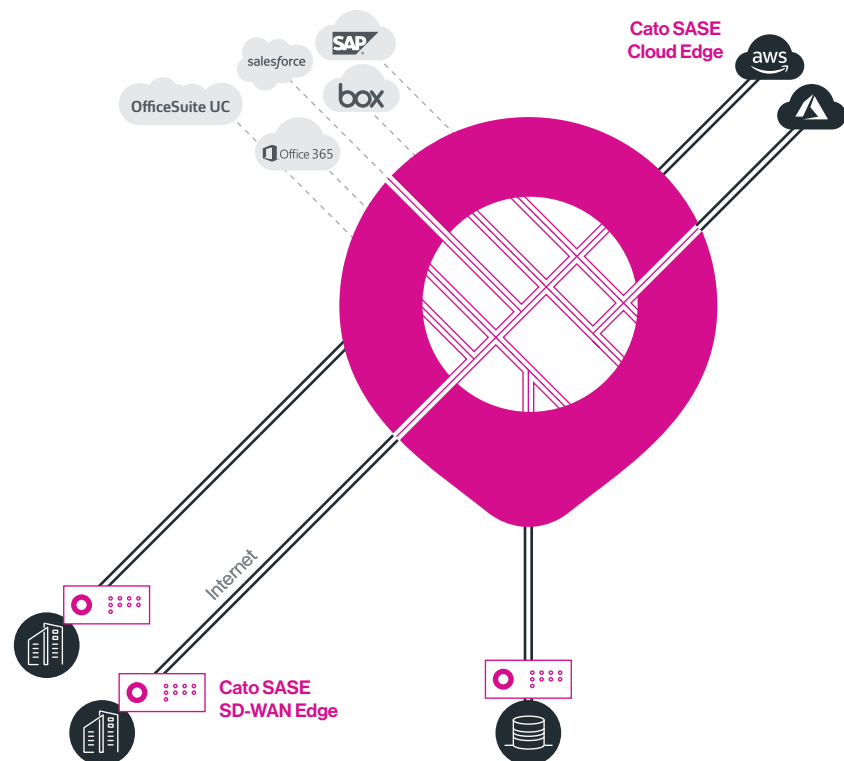 SAP
salesforce
box
OfficeSuite UC
Office 365
Cato SASE
Cloud Edge
aws
Internet
Cato SASE
SD-WAN Edge